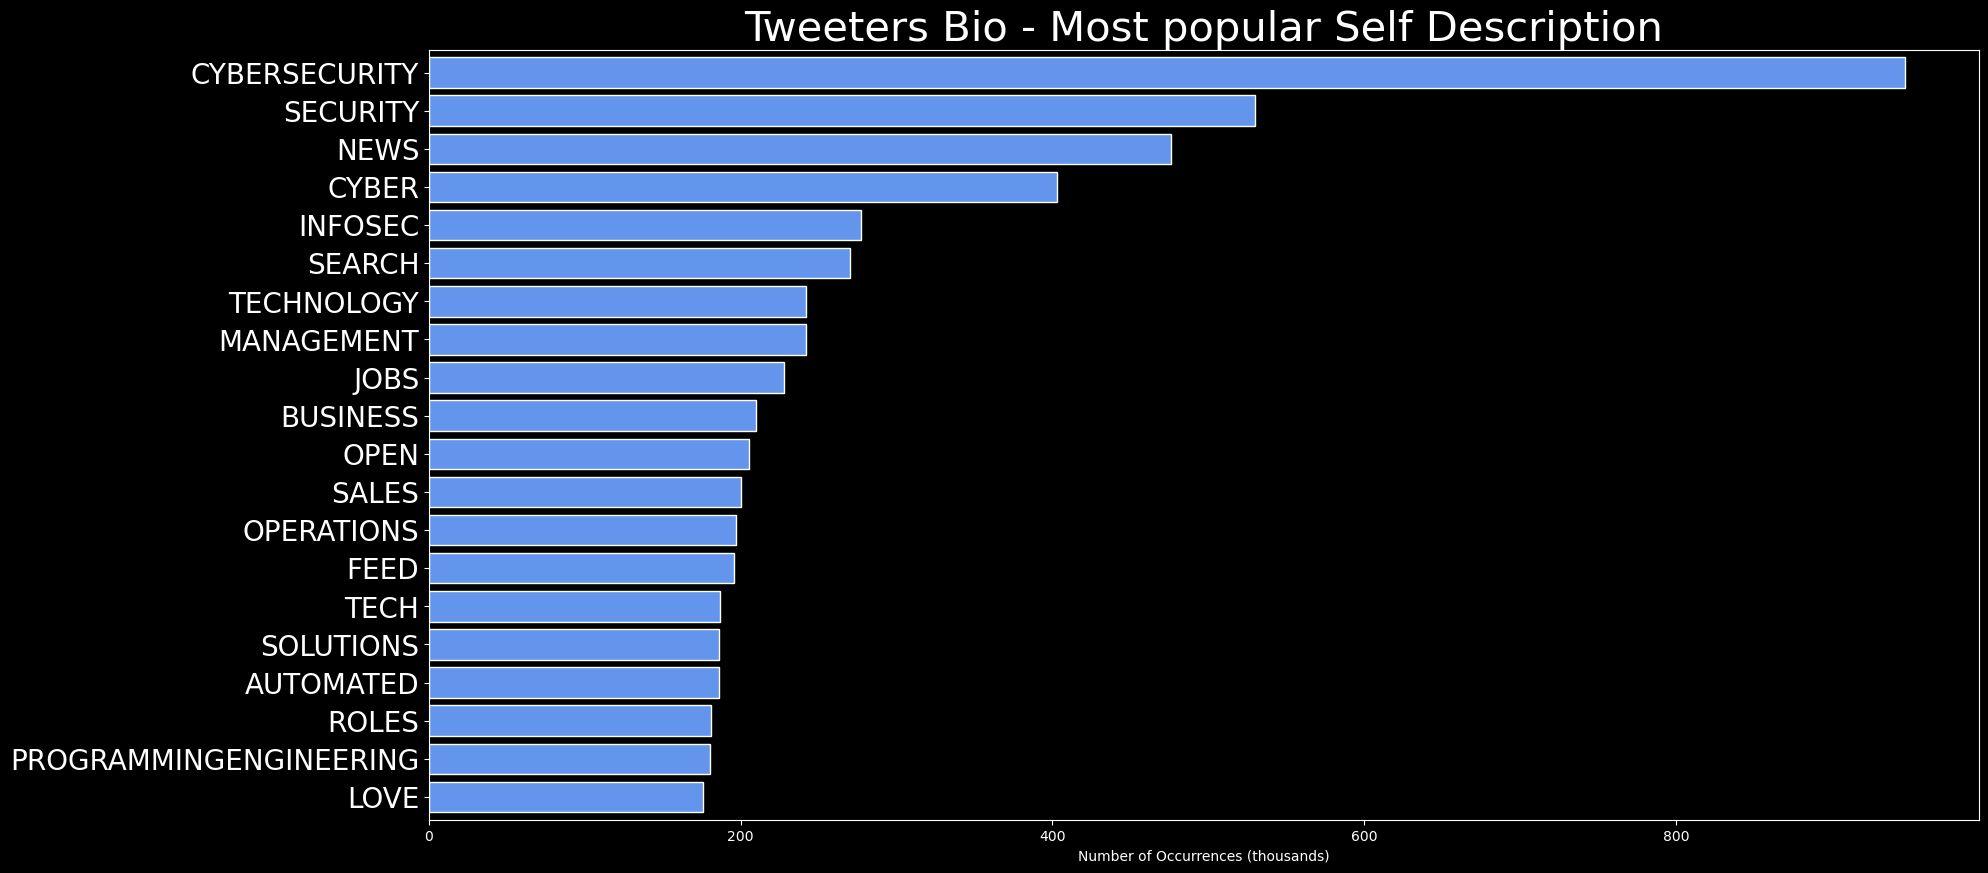 Tweeters Bio - Most popular Self Description
CYBERSECURITY
SECURITY
NEWS
CYBER
INFOSEC
SEARCH
TECHNOLOGY
MANAGEMENT
JOBS
BUSINESS
OPEN
SALES
OPERATIONS
FEED
TECH
SOLUTIONS
AUTOMATED
ROLES
PROGRAMMINGENGINEERING
LOVE
0 200 400 600 800
Number of Occurrences (thousands)